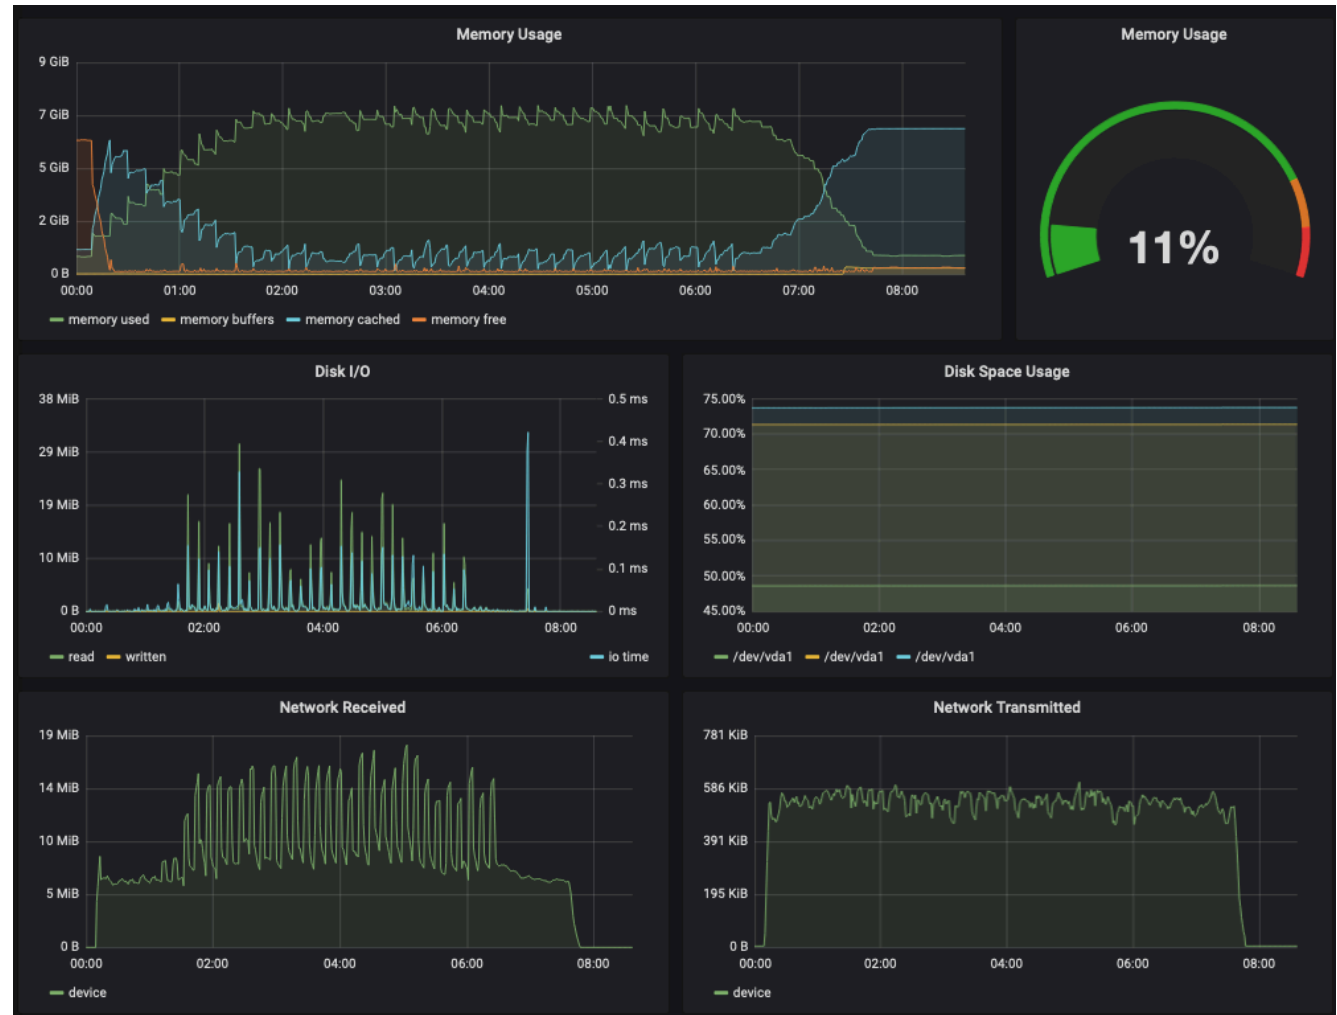 Memory Usage
9 GiB
7 GiB
5 GiB
2 GiB
0 B
00:00 01:00 02:00 03:00 04:00 05:00 06:00 07:00 08:00
memory used memory buffers memory cached memory free
Memory Usage
11%
Disk I/O
38 MiB
29 MiB
19 MiB
10 MiB
0 B
0.5 ms
0.4 ms
0.3 ms
0.2 ms
0.1 ms
0 ms
00:00 02:00 04:00 06:00 08:00
read written io time
Disk Space Usage
75.00%
70.00%
65.00%
60.00%
55.00%
50.00%
45.00%
00:00 02:00 04:00 06:00 08:00
/dev/vda1 /dev/vda1 /dev/vda1
Network Received
19 MiB
14 MiB
10 MiB
5 MiB
0 B
00:00 02:00 04:00 06:00 08:00
device
Network Transmitted
781 KiB
586 KiB
391 KiB
195 KiB
0 B
00:00 02:00 04:00 06:00 08:00
device